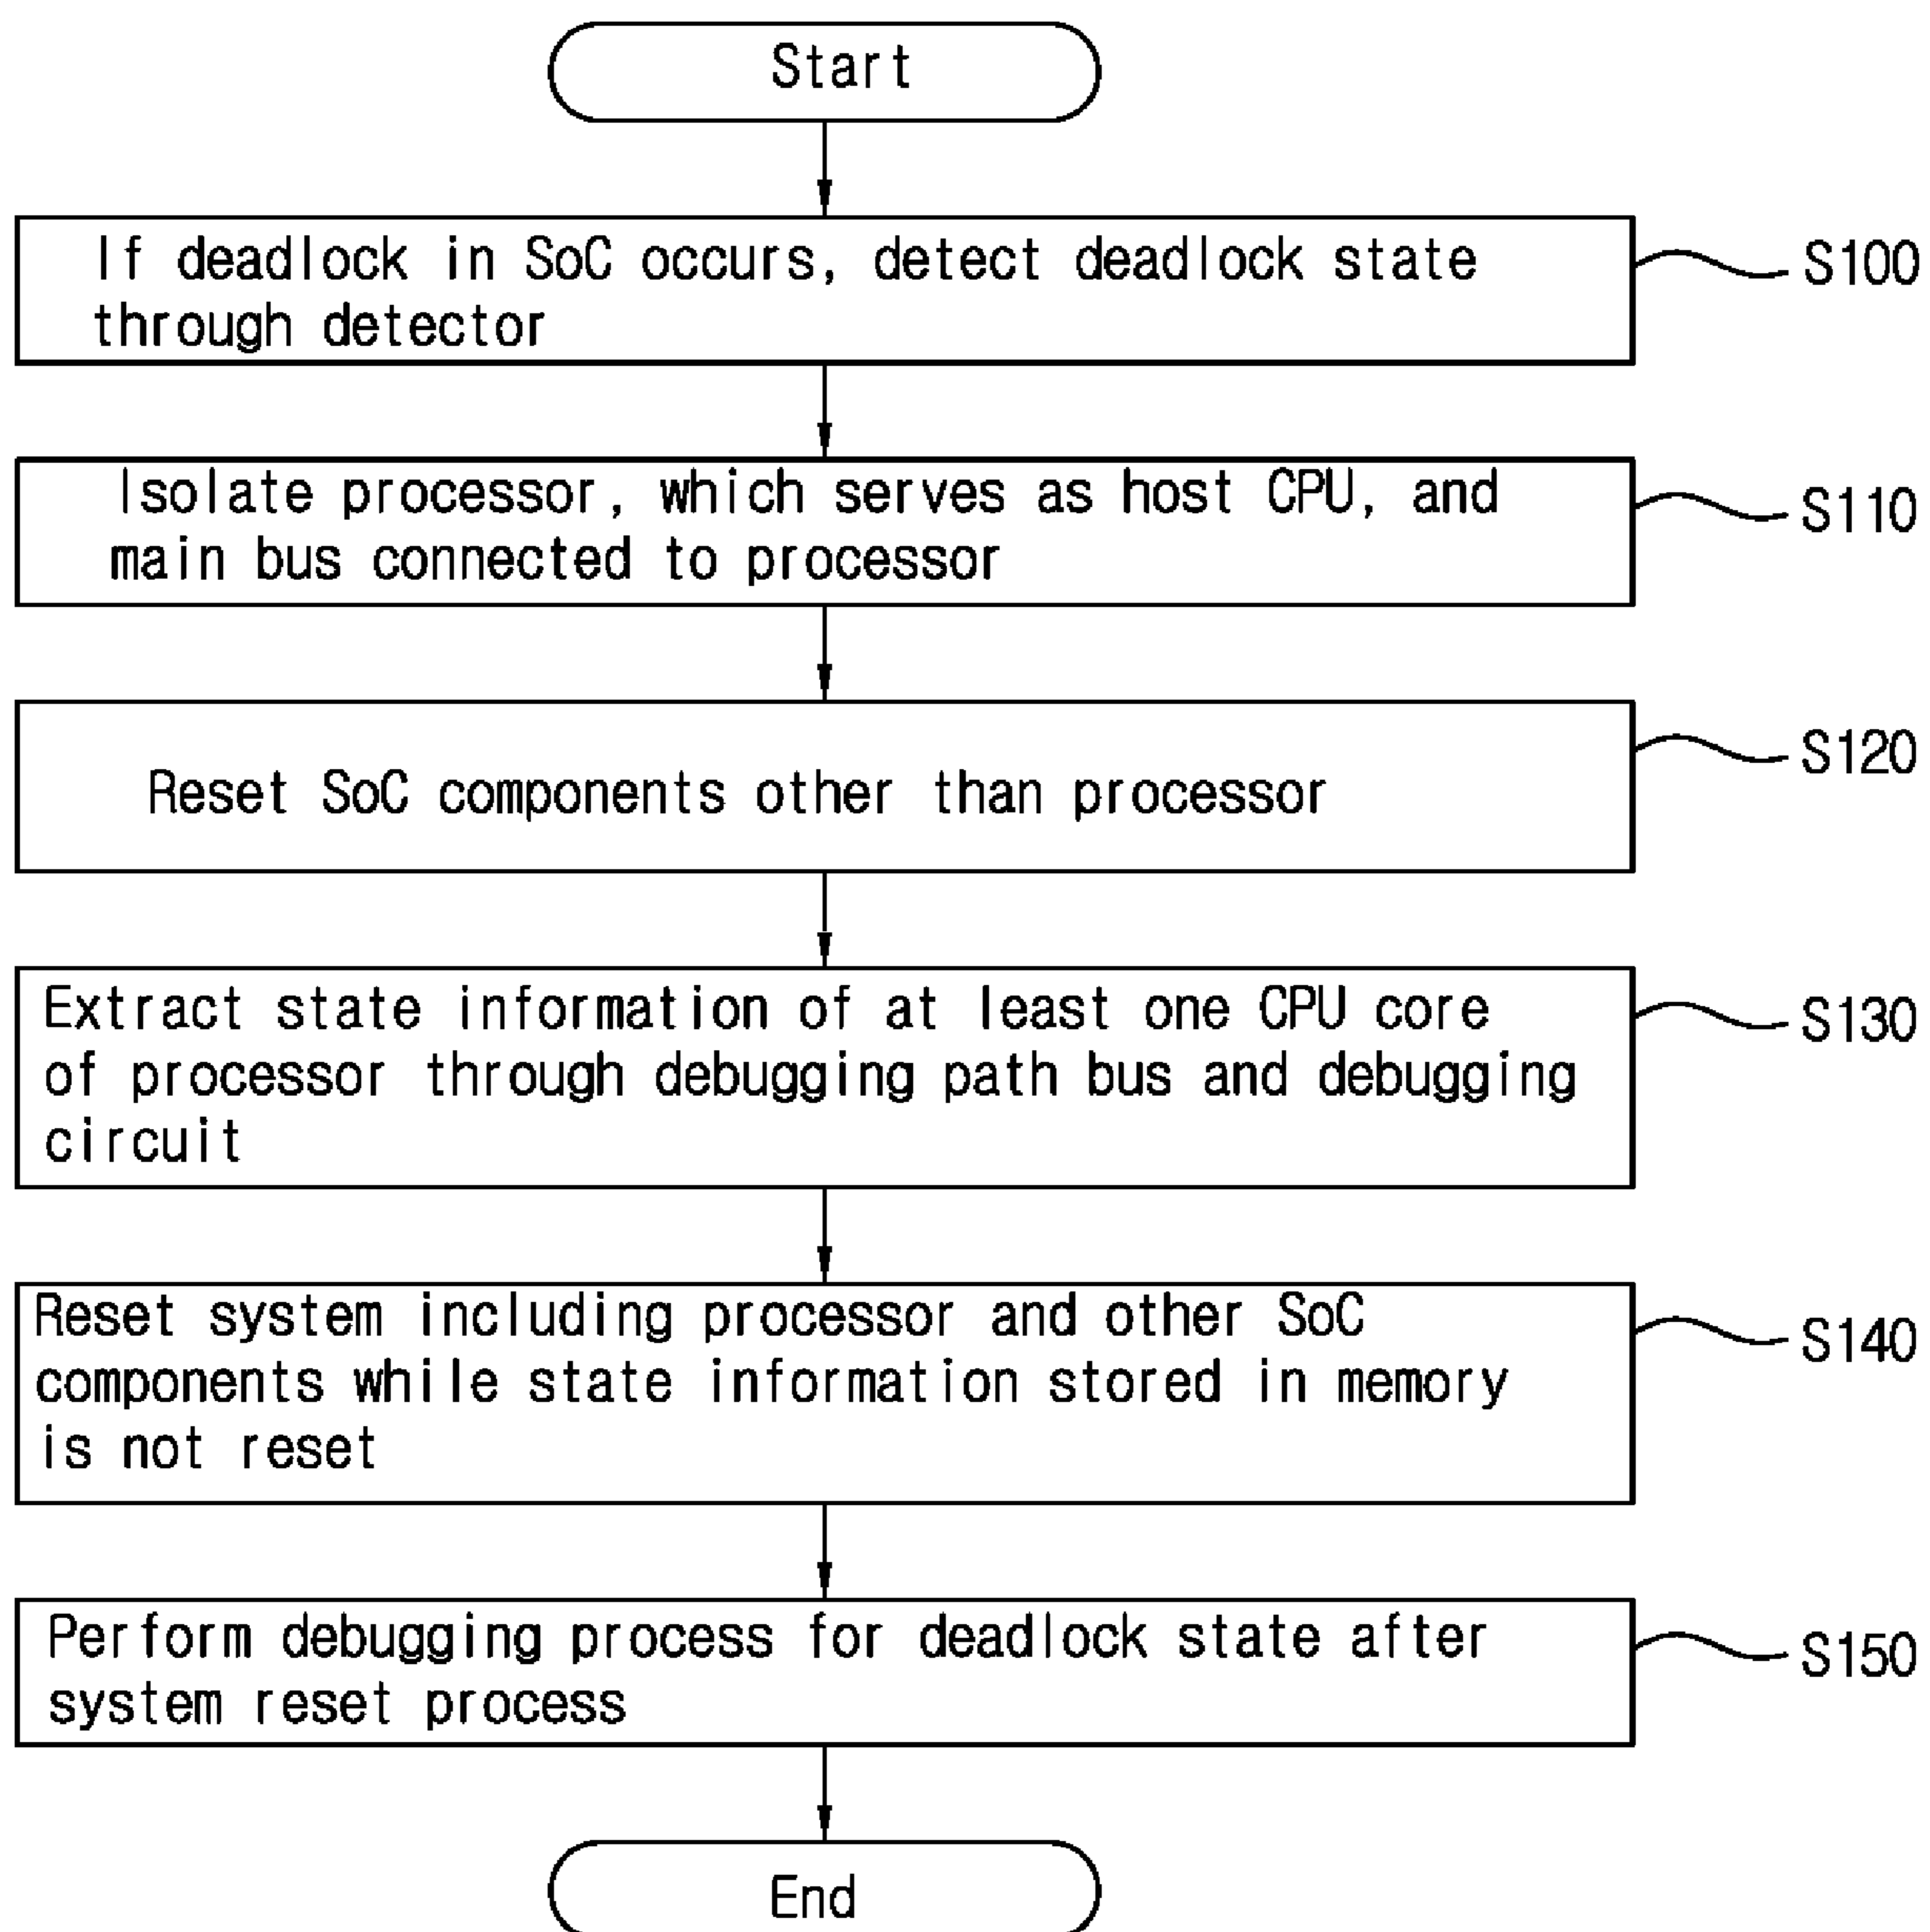 Start
If deadlock in SoC occurs, detect deadlock state
through detector
S100
Isolate processor, which serves as host CPU, and
main bus connected to processor
S110
Reset SoC components other than processor
S120
Extract state information of at least one CPU core
of processor through debugging path bus and debugging
circuit
S130
Reset system including processor and other SoC
components while state information stored in memory
is not reset
S140
Perform debugging process for deadlock state after
system reset process
S150
End